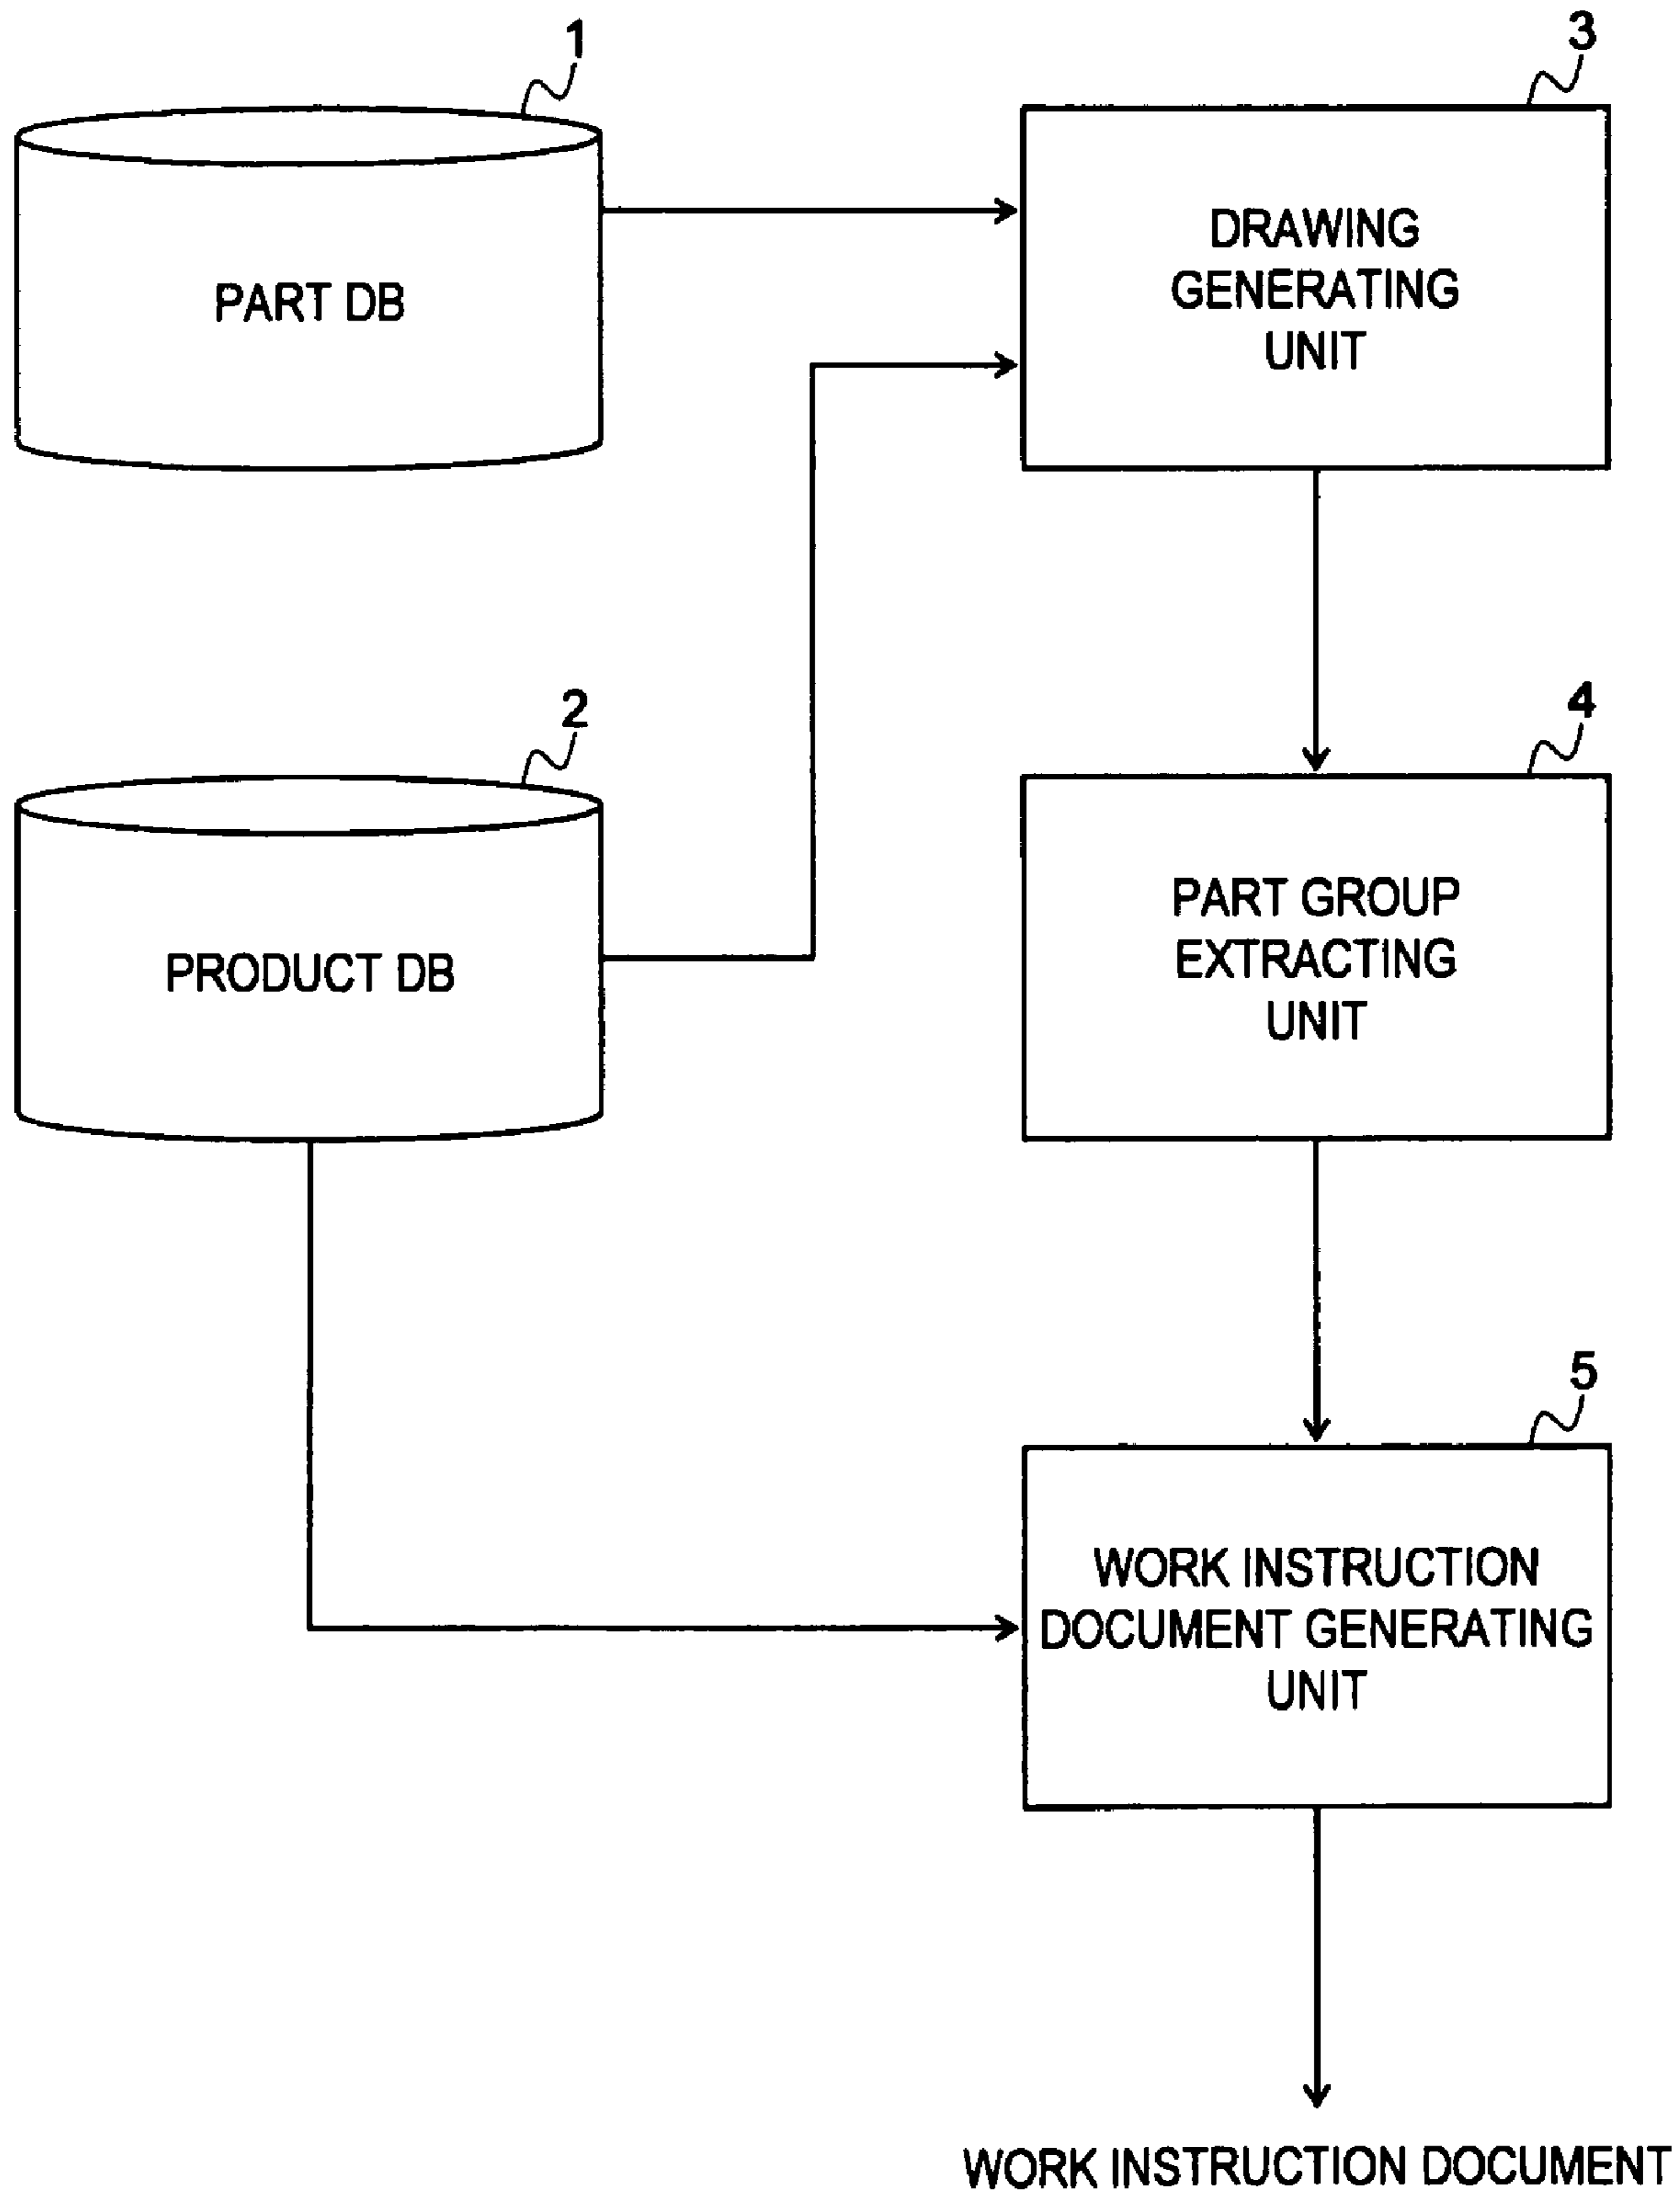 1
3
PART DB
DRAWING
GENERATING
UNIT
2
4
PRODUCT DB
PART GROUP
EXTRACTING
UNIT
5
WORK INSTRUCTION
DOCUMENT GENERATING
UNIT
WORK INSTRUCTION DOCUMENT